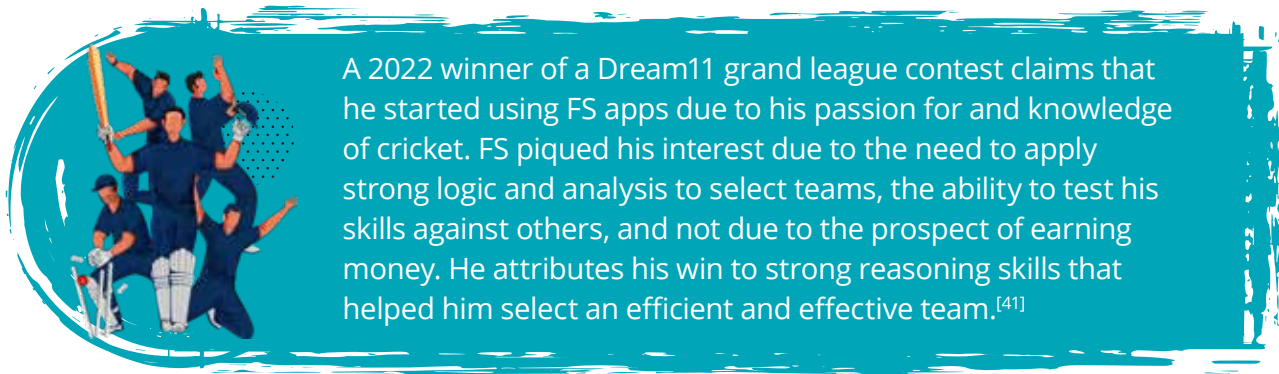 A 2022 winner of a Dream11 grand league contest claims that
he started using FS apps due to his passion for and knowledge
of cricket. FS piqued his interest due to the need to apply
strong logic and analysis to select teams, the ability to test his
skills against others, and not due to the prospect of earning
money. He attributes his win to strong reasoning skills that
helped him select an efficient and effective team.[41]